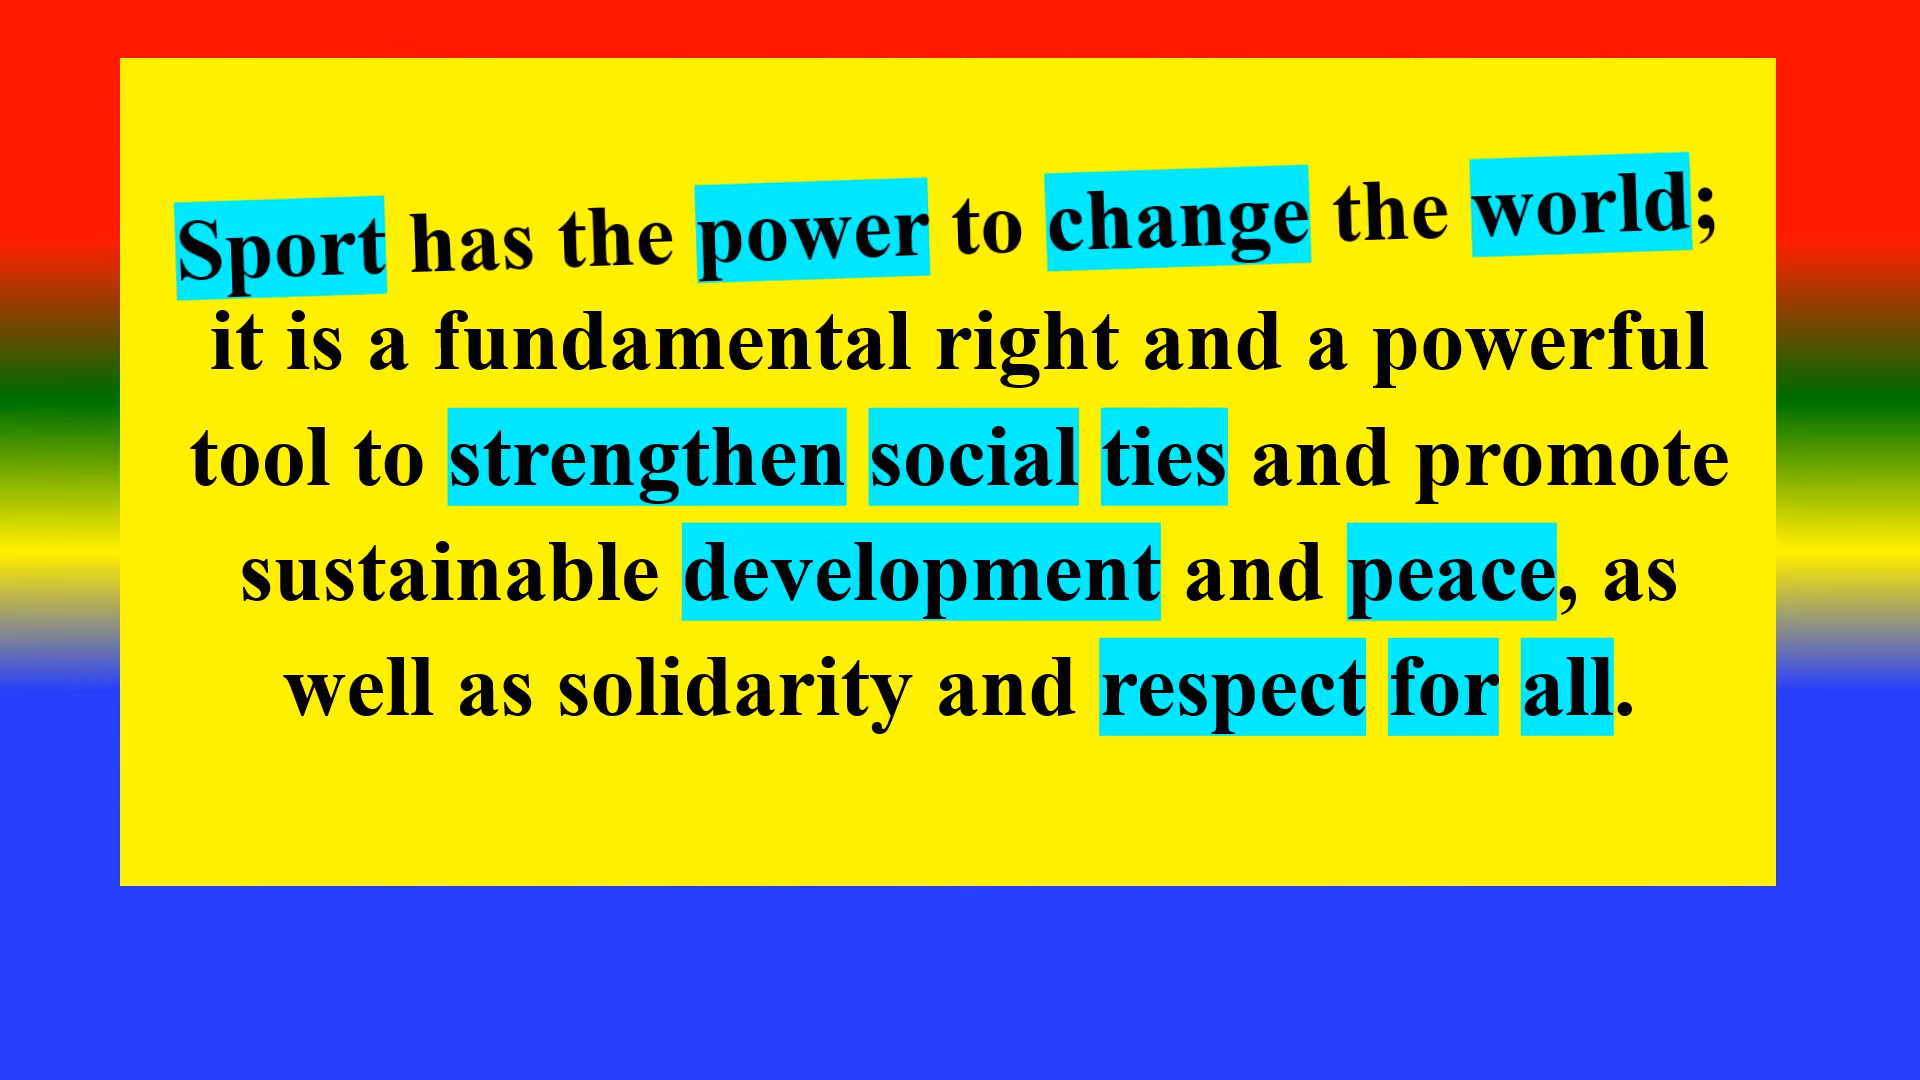 Sport has the power to change the world;
it is a fundamental right and a powerful
tool to strengthen social ties and promote
sustainable development and peace, as
well as solidarity and respect for all.